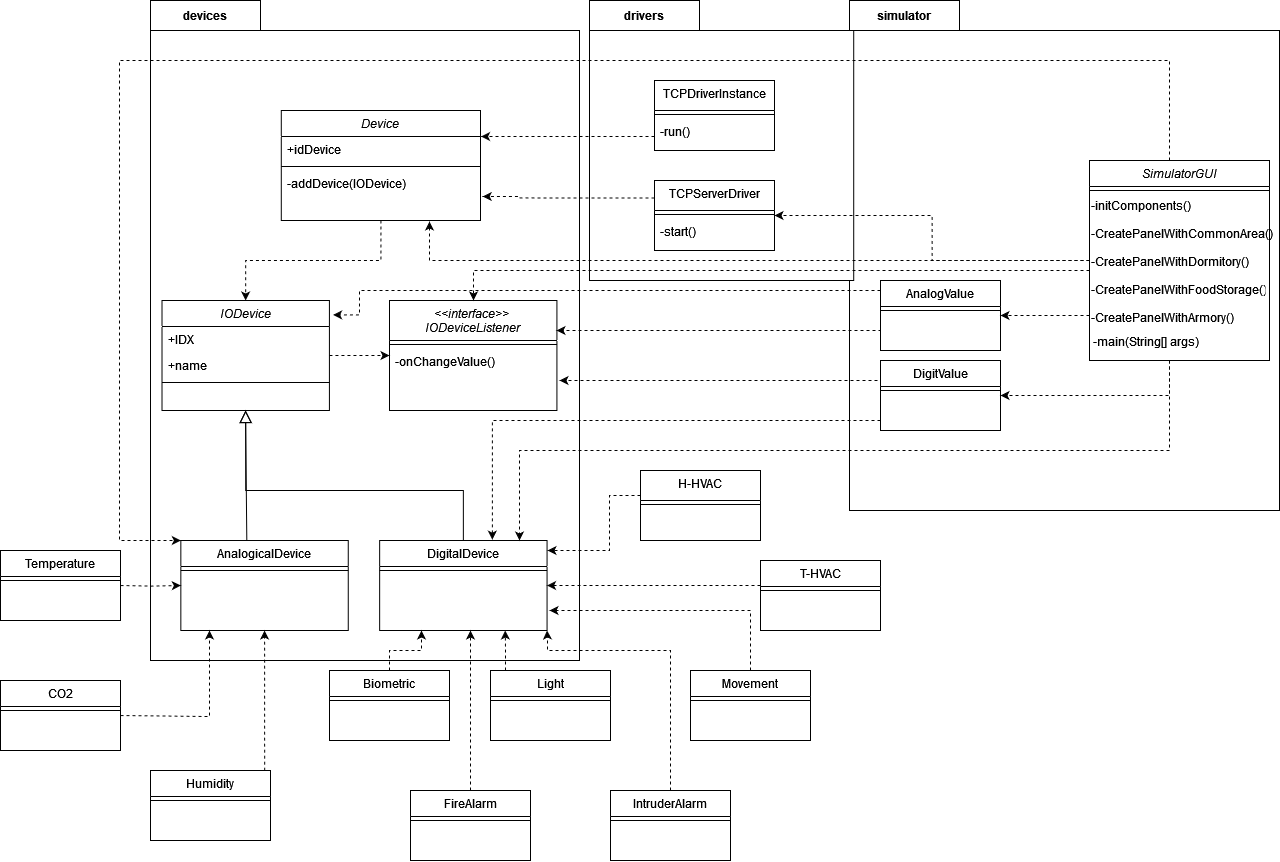 devices
drivers
simulator
TCPDriverInstance
-run()
Device
+idDevice
-addDevice(IODevice)
TCPServerDriver
-start()
SimulatorGUI
-initComponents()
-CreatePanelWithCommonArea()
-CreatePanelWithDormitory()
-CreatePanelWithFoodStorage()
-CreatePanelWithArmory()
-main(String[] args)
IODevice
+IDX
+name
<<interface>>
IODeviceListener
-onChangeValue()
AnalogValue
DigitValue
H-HVAC
AnalogicalDevice
DigitalDevice
Temperature
T-HVAC
CO2
Biometric
Light
Movement
Humidity
FireAlarm
IntruderAlarm